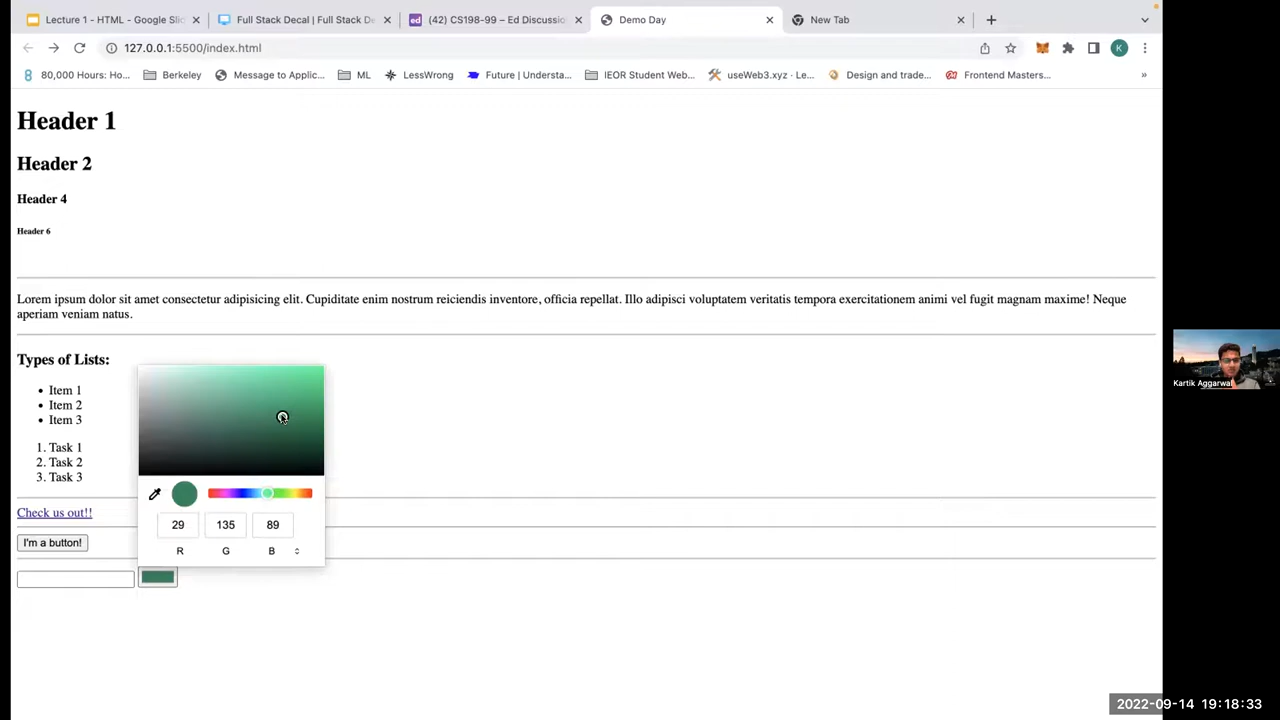 Lecture 1 - HTML - Google Slid
Full Stack Decal | Full Stack De
(42) CS198-99 – Ed Discussio
Demo Day
New Tab
127.0.0.1:5500/index.html
80,000 Hours: Ho...
Berkeley
Message to Applic...
ML
LessWrong
Future | Understa...
IEOR Student Web...
useWeb3.xyz · Le...
Design and trade...
Frontend Masters...
Header 1
Header 2
Header 4
Header 6
Lorem ipsum dolor sit amet consectetur adipisicing elit. Cupiditate enim nostrum reiciendis inventore, officia repellat. Illo adipisci voluptatem veritatis tempora exercitationem animi vel fugit magnam maxime! Neque
aperiam veniam natus.
Types of Lists:
• Item 1
• Item 2
• Item 3
1. Task 1
2. Task 2
3. Task 3
Check us out!!
I'm a button!
29 135 89
R G B
Kartik Aggarwal
2022-09-14 19:18:33